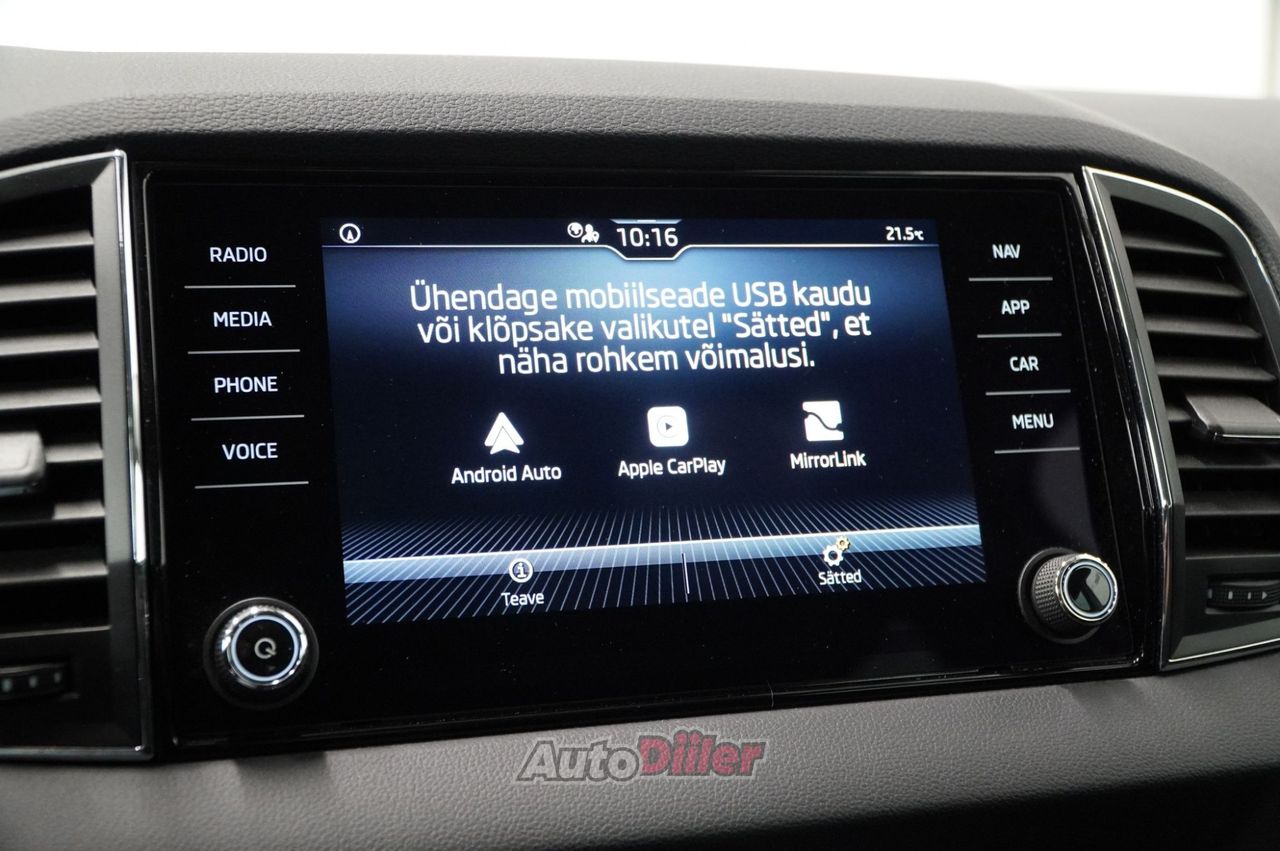 10:16
21.5°c
RADIO
MEDIA
PHONE
VOICE
Ühendage mobiilseade USB kaudu
või klõpsake valikutel "Sätted", et
näha rohkem võimalusi.
Android Auto
Apple CarPlay
MirrorLink
Teave
Sätted
NAV
APP
CAR
MENU
AutoDiiler